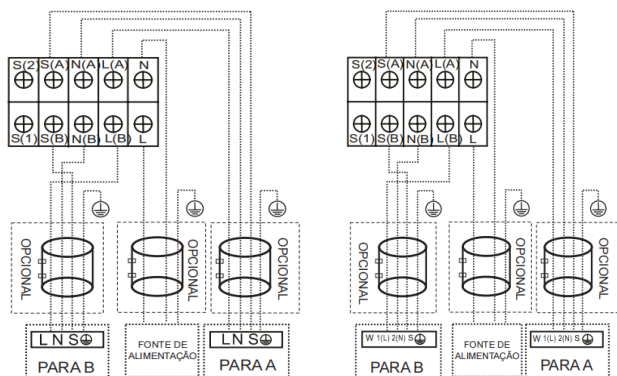 S(2) S(A) N(A) L(A) N
S(1) S(B) N(B) L(B) L
OPCIONAL
OPCIONAL
OPCIONAL
L N S
PARA B
FONTE DE
ALIMENTAÇÃO
L N S
PARA A
S(2) S(A) N(A) L(A) N
S(1) S(B) N(B) L(B) L
OPCIONAL
OPCIONAL
OPCIONAL
W 1(L) 2(N) S
PARA B
FONTE DE
ALIMENTAÇÃO
W 1(L) 2(N) S
PARA A